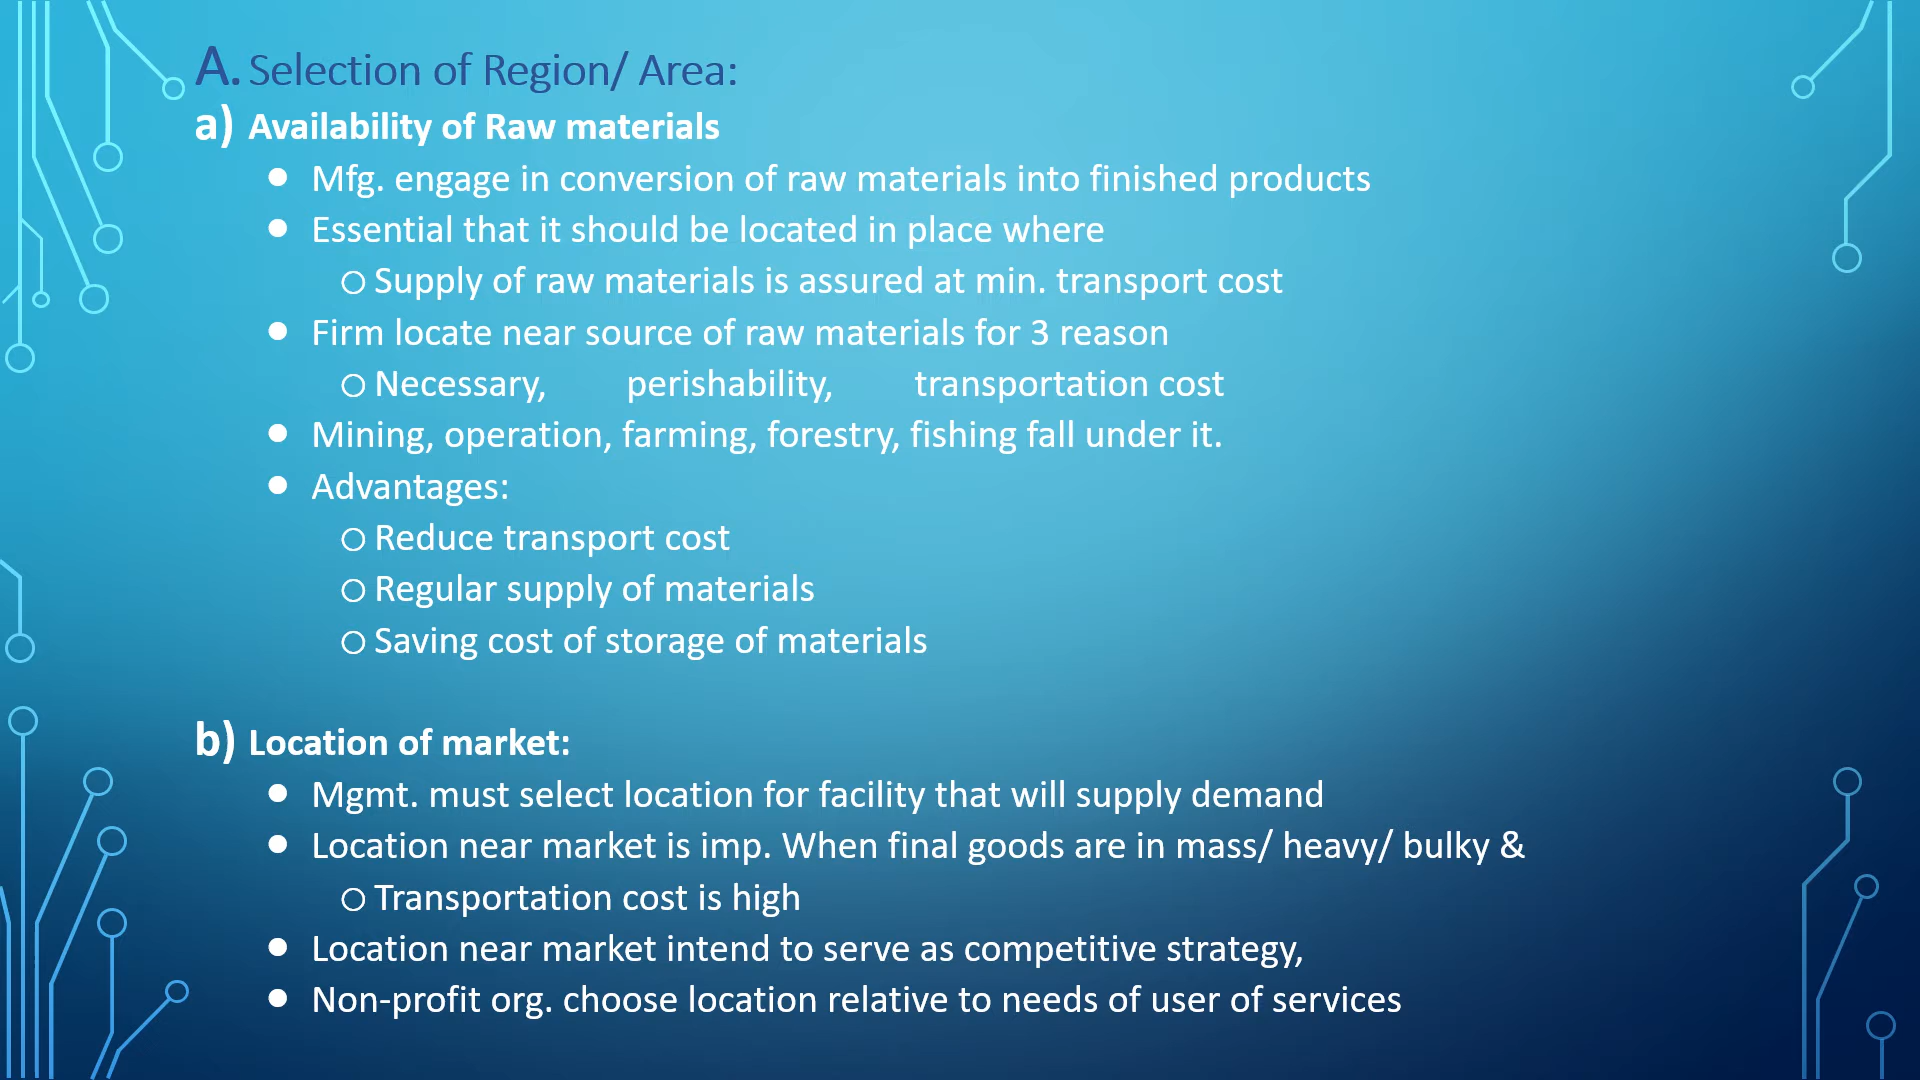 A. Selection of Region/ Area:
a) Availability of Raw materials
● Mfg. engage in conversion of raw materials into finished products
● Essential that it should be located in place where
○ Supply of raw materials is assured at min. transport cost
● Firm locate near source of raw materials for 3 reason
○ Necessary, perishability, transportation cost
● Mining, operation, farming, forestry, fishing fall under it.
● Advantages:
○ Reduce transport cost
○ Regular supply of materials
○ Saving cost of storage of materials
b) Location of market:
● Mgmt. must select location for facility that will supply demand
● Location near market is imp. When final goods are in mass/ heavy/ bulky &
○ Transportation cost is high
● Location near market intend to serve as competitive strategy,
● Non-profit org. choose location relative to needs of user of services